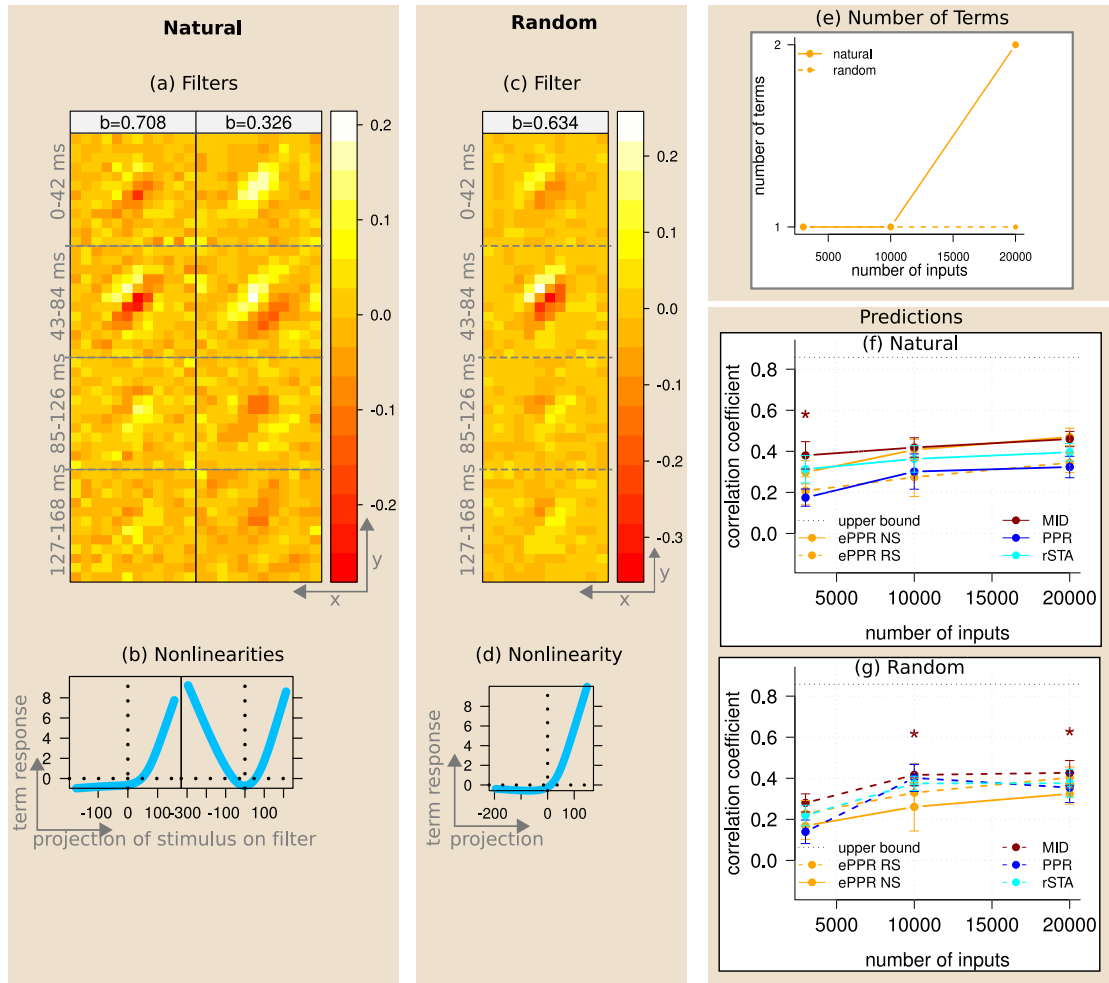 Natural
(a) Filters
b=0.708 b=0.326
0-42 ms
43-84 ms
85-126 ms
127-168 ms
0.2
0.1
0.0
-0.1
-0.2
y
x
(b) Nonlinearities
term response
8
6
4
2
0
-100 0 100 -300 -100 100
projection of stimulus on filter
Random
(c) Filter
b=0.634
0-42 ms
43-84 ms
85-126 ms
127-168 ms
0.2
0.1
0.0
-0.1
-0.2
-0.3
y
x
(d) Nonlinearity
term response
8
6
4
2
0
-200 0 100
projection
(e) Number of Terms
number of terms
2
1
natural
random
5000 10000 15000 20000
number of inputs
Predictions
(f) Natural
correlation coefficient
0.8
0.6
0.4
0.2
0.0
*
upper bound
ePPR NS
ePPR RS
MID
PPR
rSTA
5000 10000 15000 20000
number of inputs
(g) Random
correlation coefficient
0.8
0.6
0.4
0.2
0.0
* *
upper bound
ePPR RS
ePPR NS
MID
PPR
rSTA
5000 10000 15000 20000
number of inputs